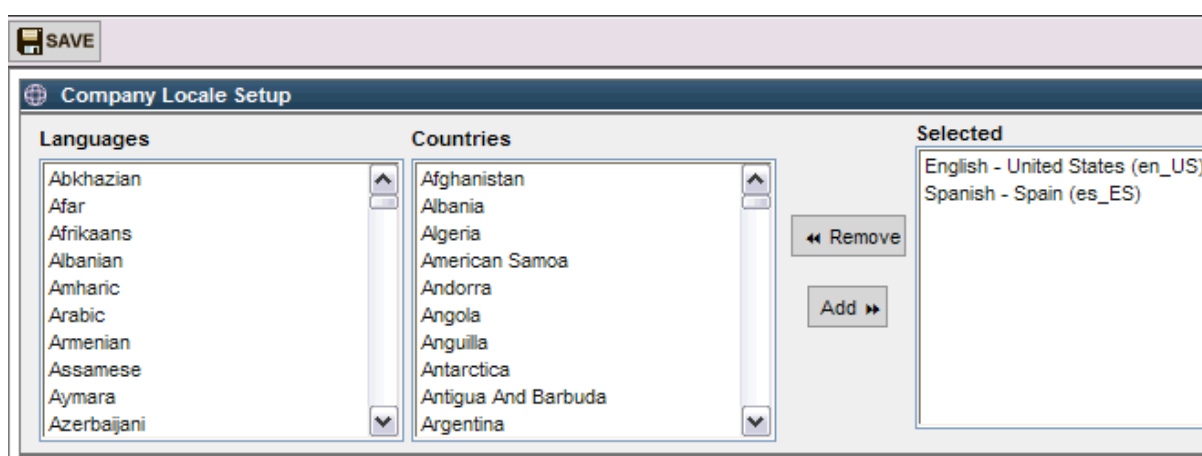 SAVE
Company Locale Setup
Languages
Abkhazian
Afar
Afrikaans
Albanian
Amharic
Arabic
Armenian
Assamese
Aymara
Azerbaijani
Countries
Afghanistan
Albania
Algeria
American Samoa
Andorra
Angola
Anguilla
Antarctica
Antigua And Barbuda
Argentina
Remove
Add
Selected
English - United States (en_US)
Spanish - Spain (es_ES)